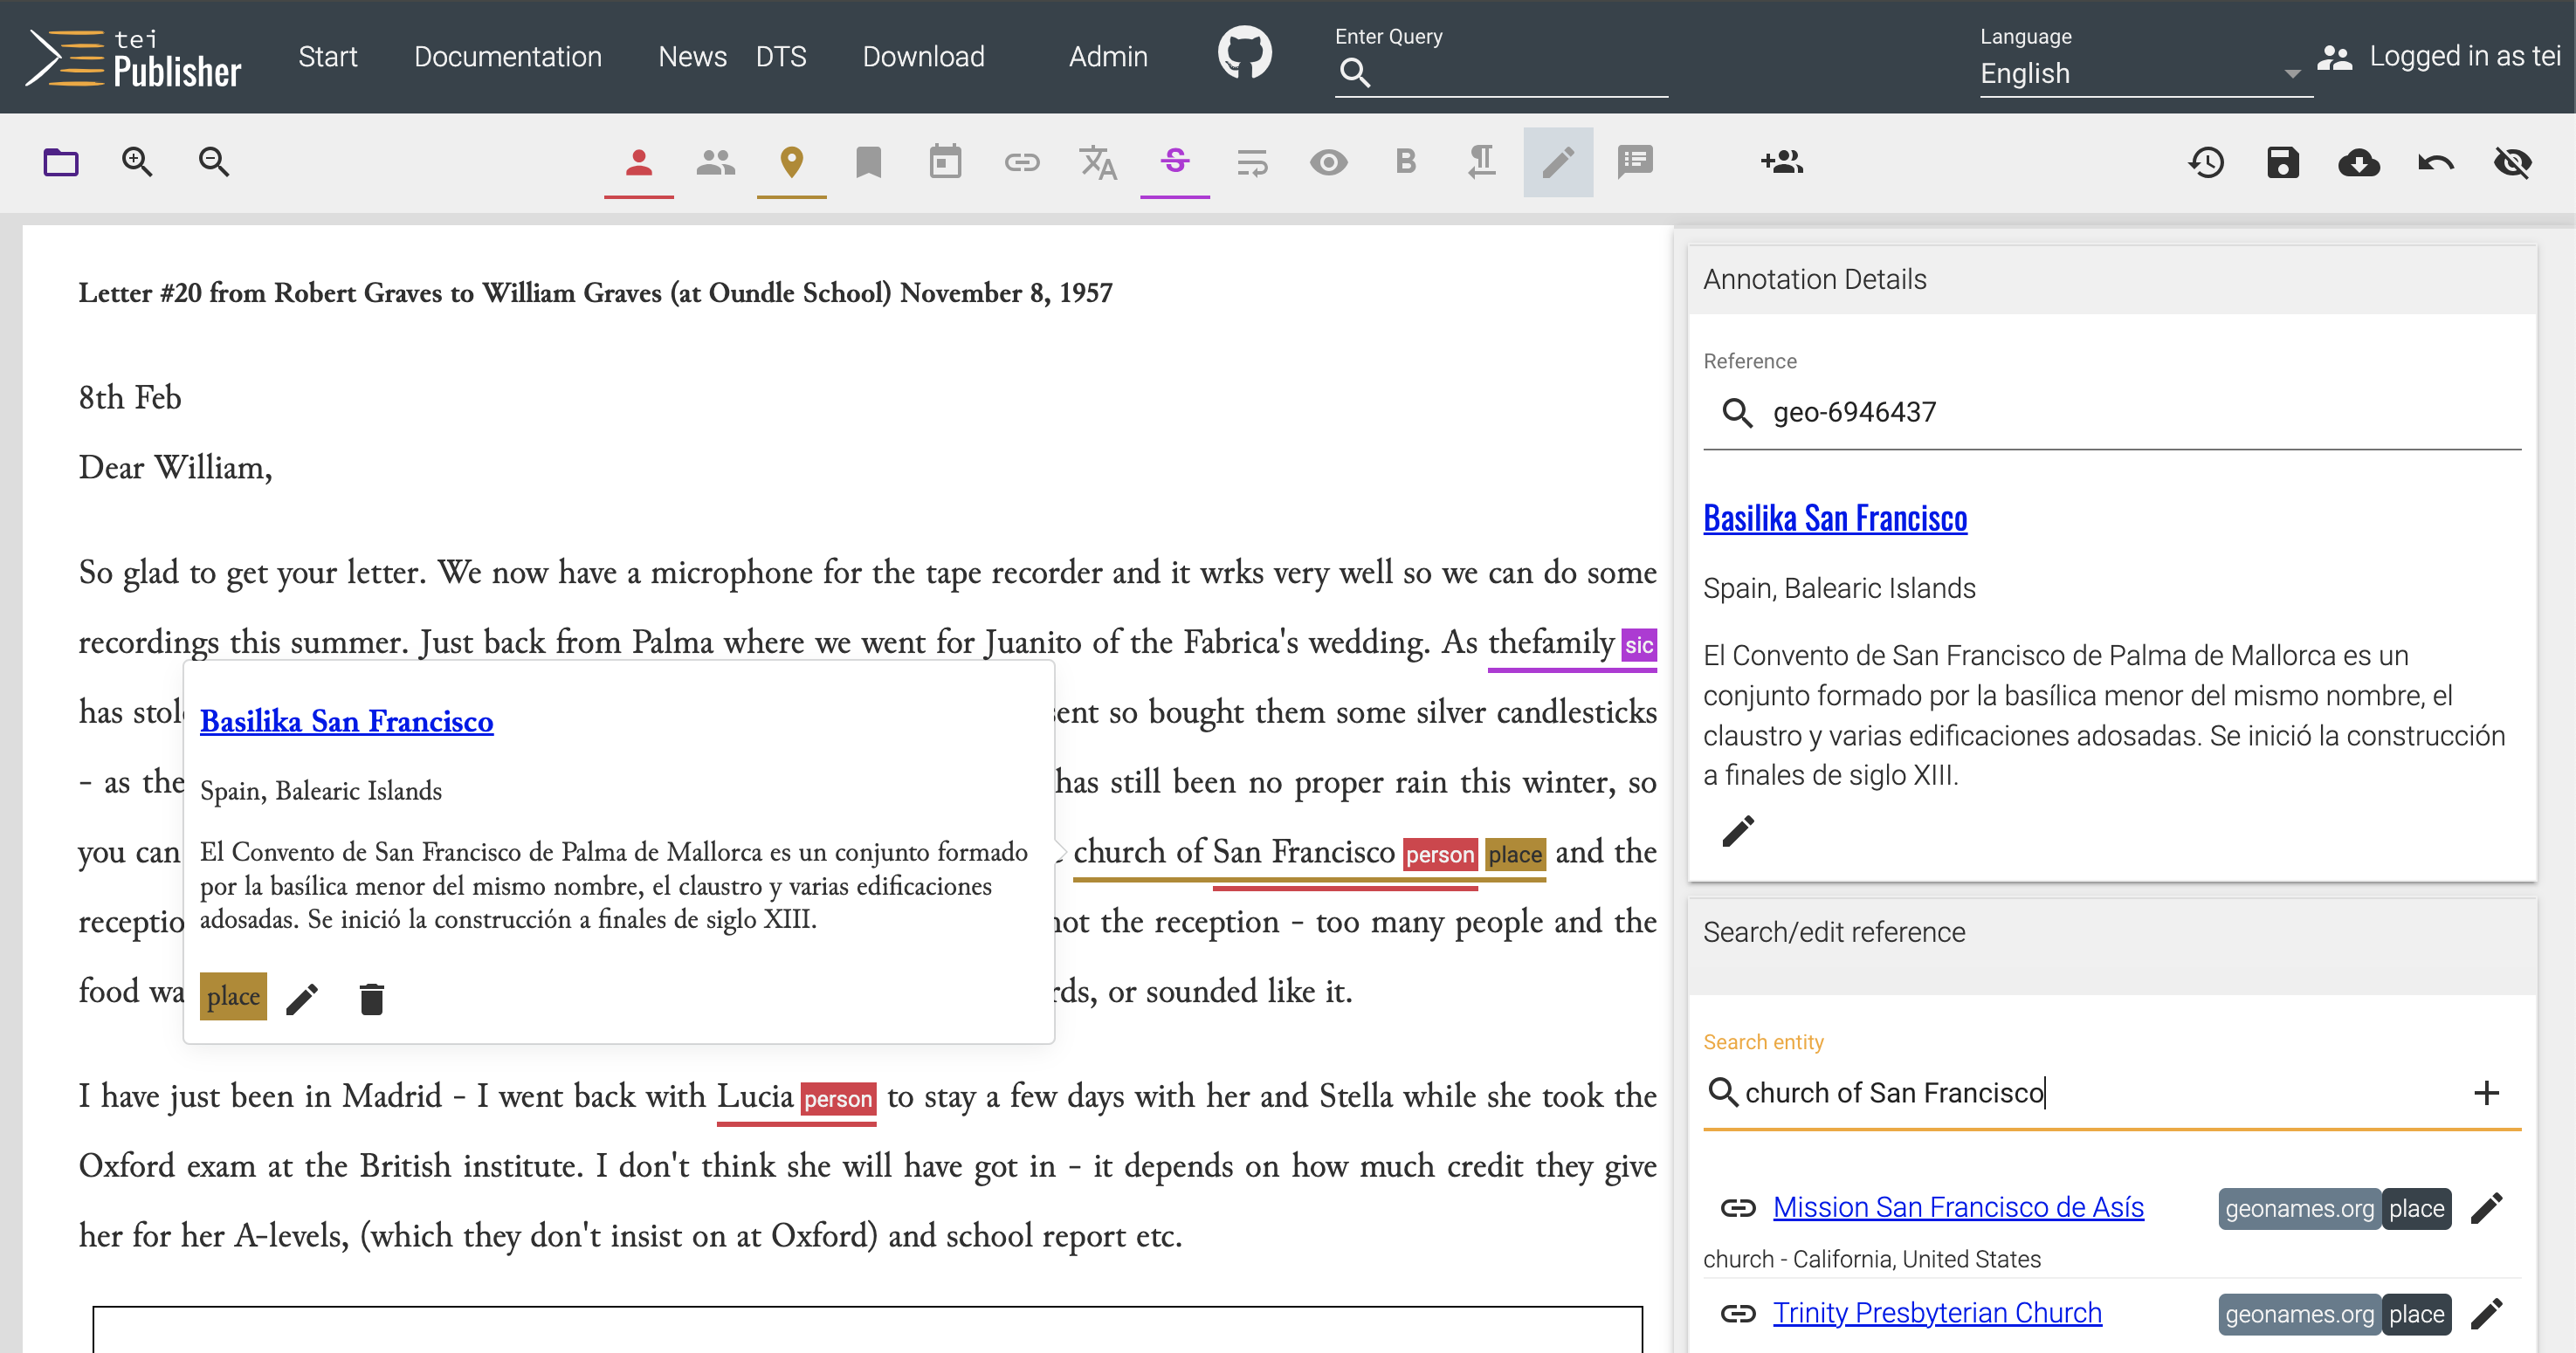 tei
Publisher
Start Documentation News DTS Download Admin
Enter Query
Language
English
Logged in as tei
B
Letter #20 from Robert Graves to William Graves (at Oundle School) November 8, 1957
8th Feb
Dear William,
So glad to get your letter. We now have a microphone for the tape recorder and it wrks very well so we can do some
recordings this summer. Just back from Palma where we went for Juanito of the Fabrica's wedding. As thefamily sic
has so bought them some silver candlesticks
- as the has still been no proper rain this winter, so
you can church of San Francisco person place and the
the reception - too many people and the
food or sounded like it.
Basilika San Francisco
Spain, Balearic Islands
El Convento de San Francisco de Palma de Mallorca es un conjunto formado
por la basílica menor del mismo nombre, el claustro y varias edificaciones
adosadas. Se inició la construcción a finales de siglo XIII.
place
I have just been in Madrid - I went back with Lucia person to stay a few days with her and Stella while she took the
Oxford exam at the British institute. I don't think she will have got in - it depends on how much credit they give
her for her A-levels, (which they don't insist on at Oxford) and school report etc.
Annotation Details
Reference
geo-6946437
Basilika San Francisco
Spain, Balearic Islands
El Convento de San Francisco de Palma de Mallorca es un
conjunto formado por la basílica menor del mismo nombre, el
claustro y varias edificaciones adosadas. Se inició la construcción
a finales de siglo XIII.
Search/edit reference
Search entity
church of San Francisco
Mission San Francisco de Asís geonames.org place
church - California, United States
Trinity Presbyterian Church geonames.org place